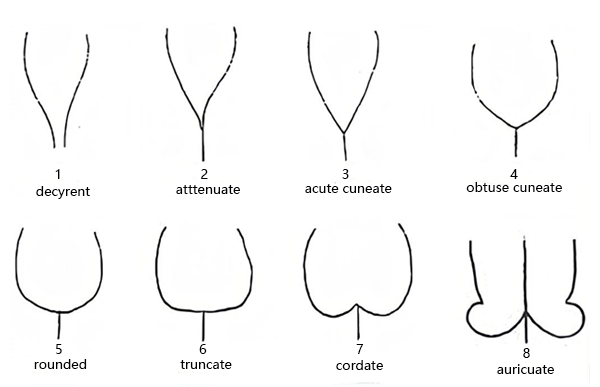 1 2 3 4
decyrent atttenuate acute cuneate obtuse cuneate
5 6 7 8
rounded truncate cordate auricuate